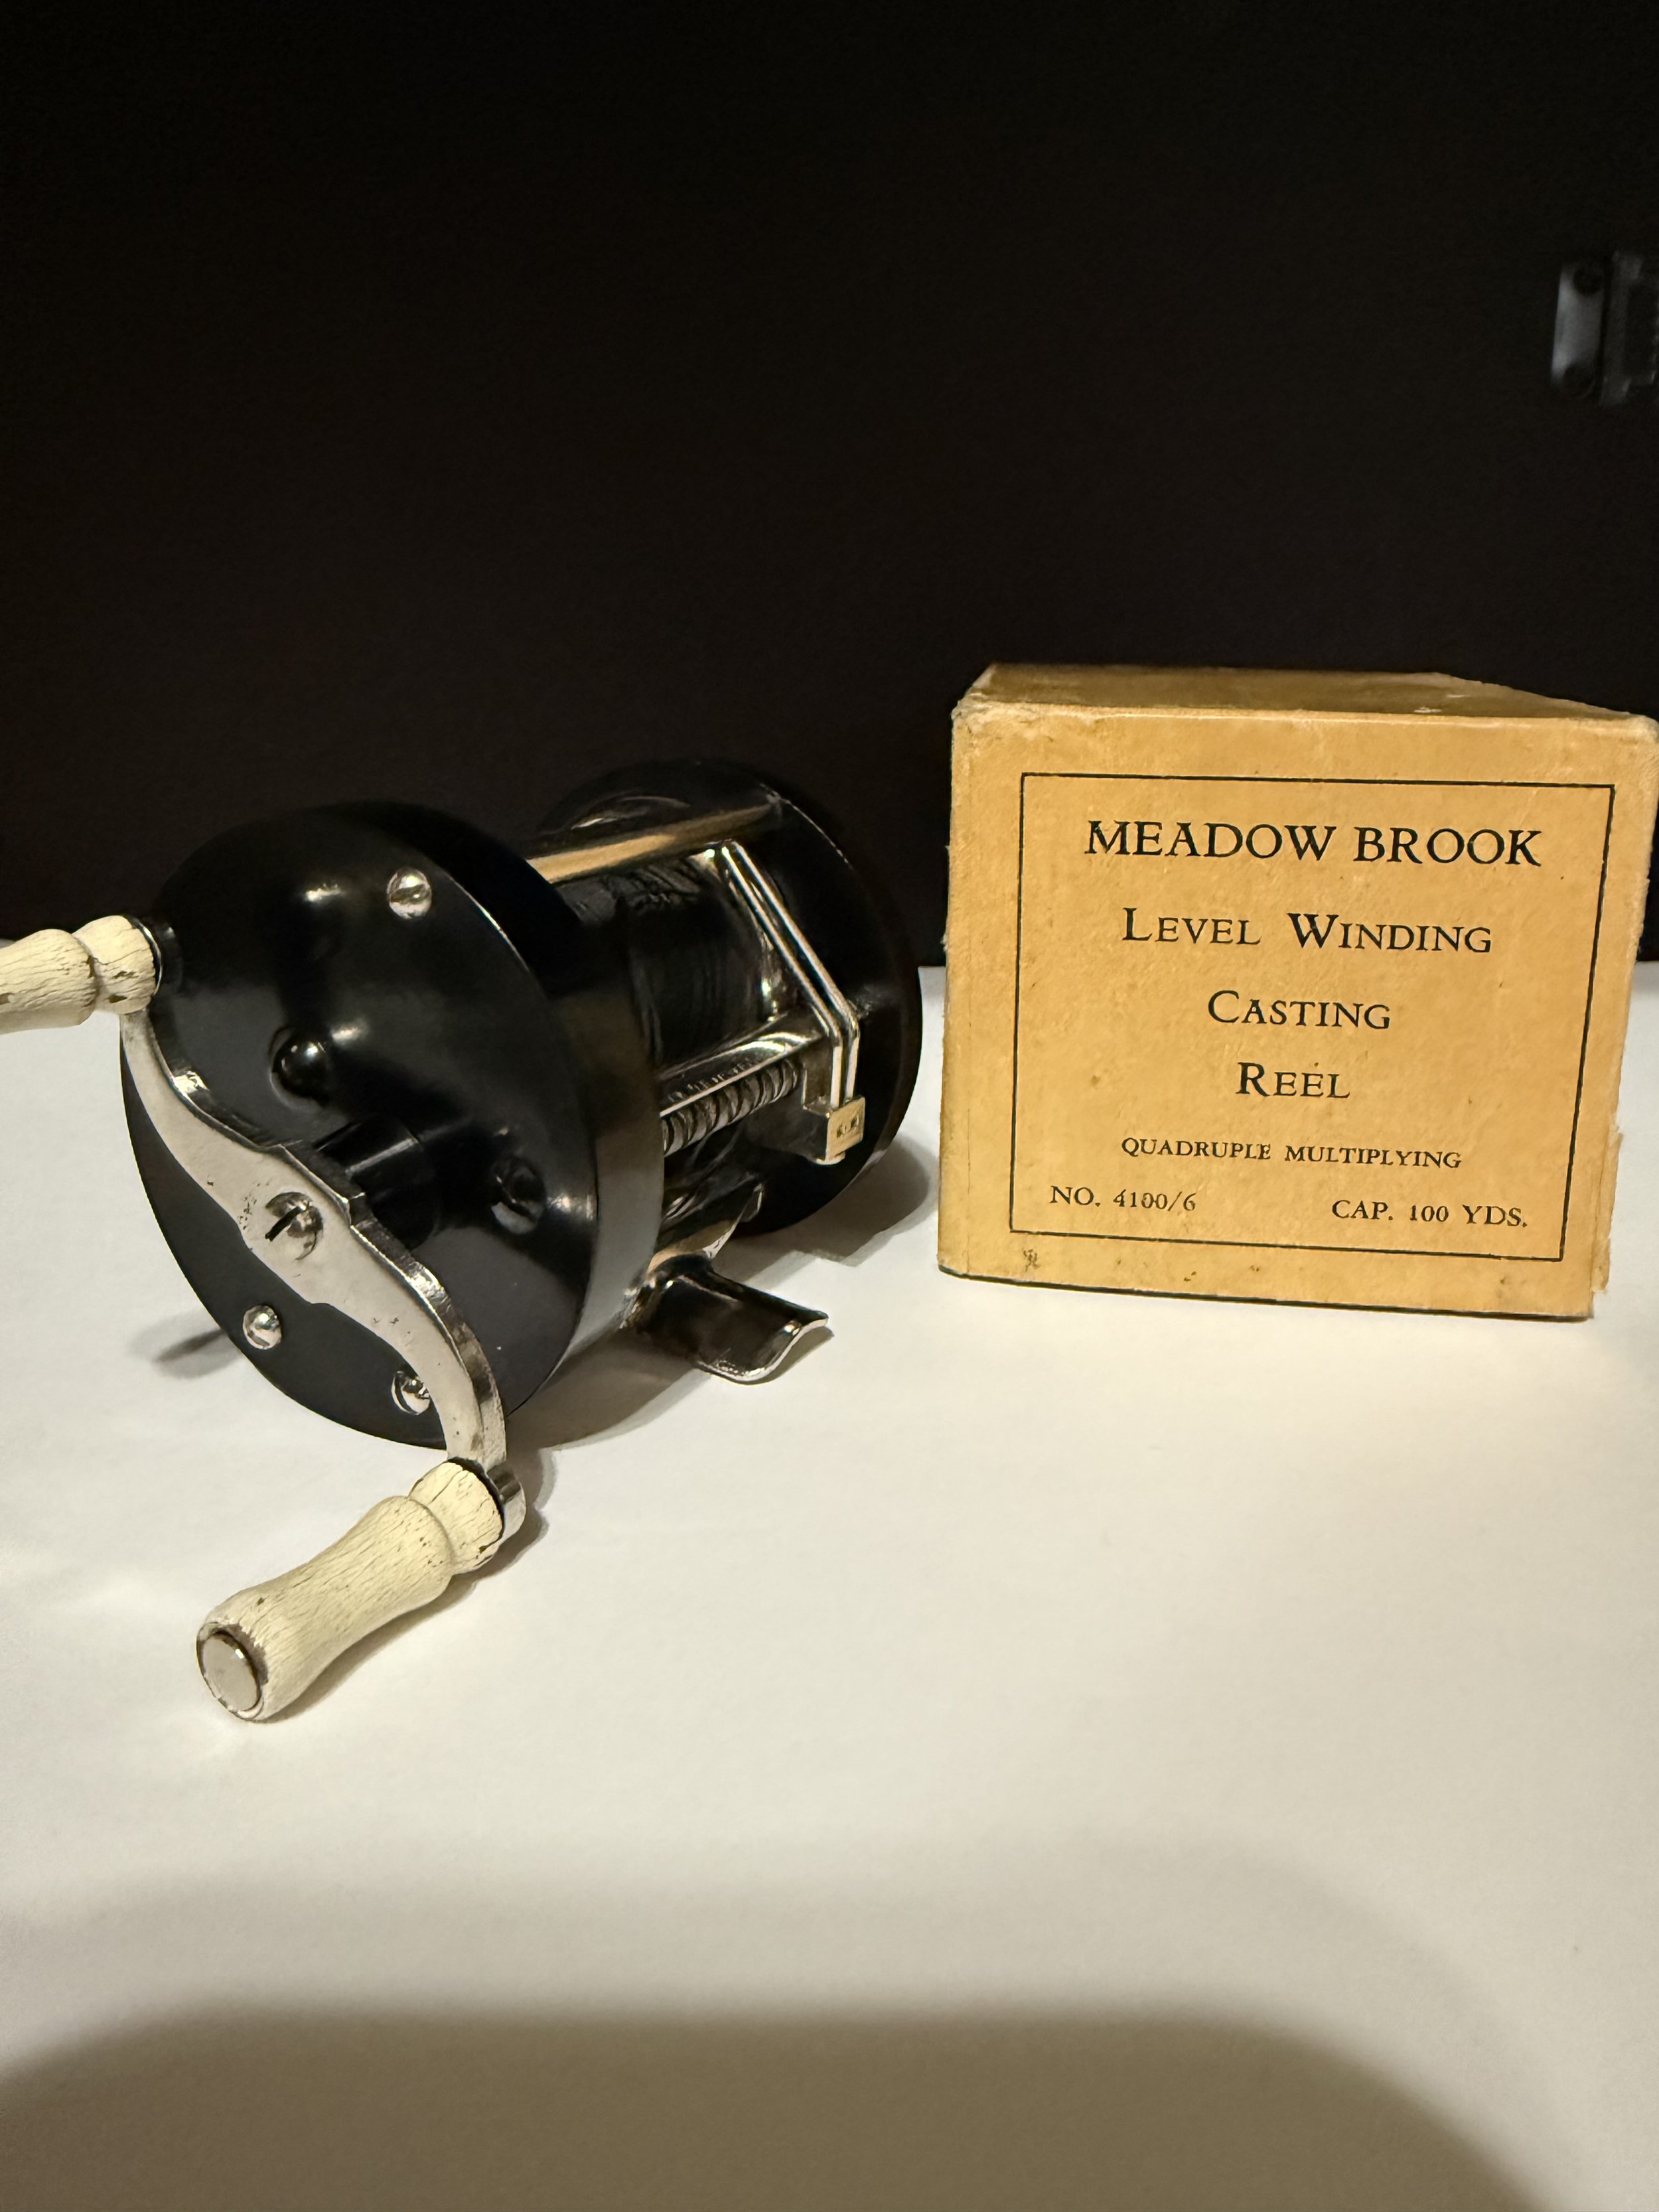 MEADOW BROOK
LEVEL WINDING
CASTING
REEL
QUADRUPLE MULTIPLYING
NO. 4100/6 CAP. 100 YDS.